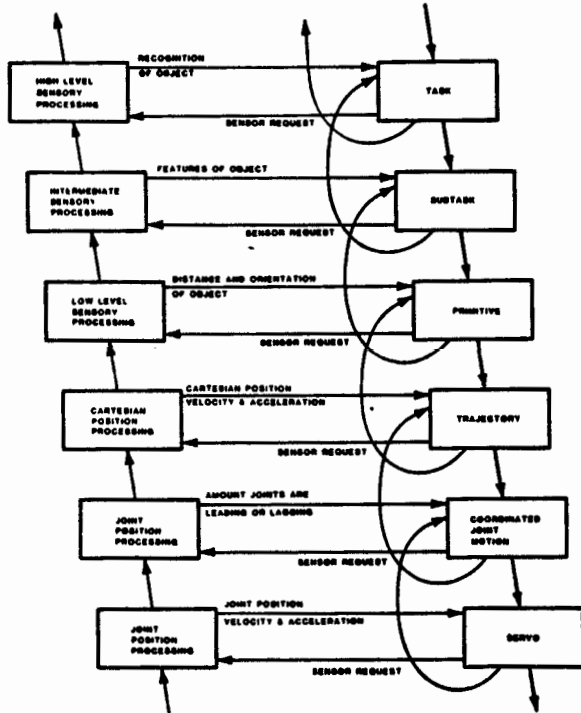 RECOGNITION
OF OBJECT
HIGH LEVEL
SENSORY
PROCESSING
TASK
SENSOR REQUEST
FEATURES OF OBJECT
INTERMEDIATE
SENSORY
PROCESSING
SUBTASK
SENSOR REQUEST
DISTANCE AND ORIENTATION
OF OBJECT
LOW LEVEL
SENSORY
PROCESSING
PRIMITIVE
SENSOR REQUEST
CARTESIAN POSITION
VELOCITY & ACCELERATION
CARTESIAN
POSITION
PROCESSING
TRAJECTORY
SENSOR REQUEST
AMOUNT JOINTS ARE
LEADING OR LAGGING
JOINT
POSITION
PROCESSING
COORDINATED
JOINT
MOTION
SENSOR REQUEST
JOINT POSITION
VELOCITY & ACCELERATION
JOINT
POSITION
PROCESSING
SERVO
SENSOR REQUEST